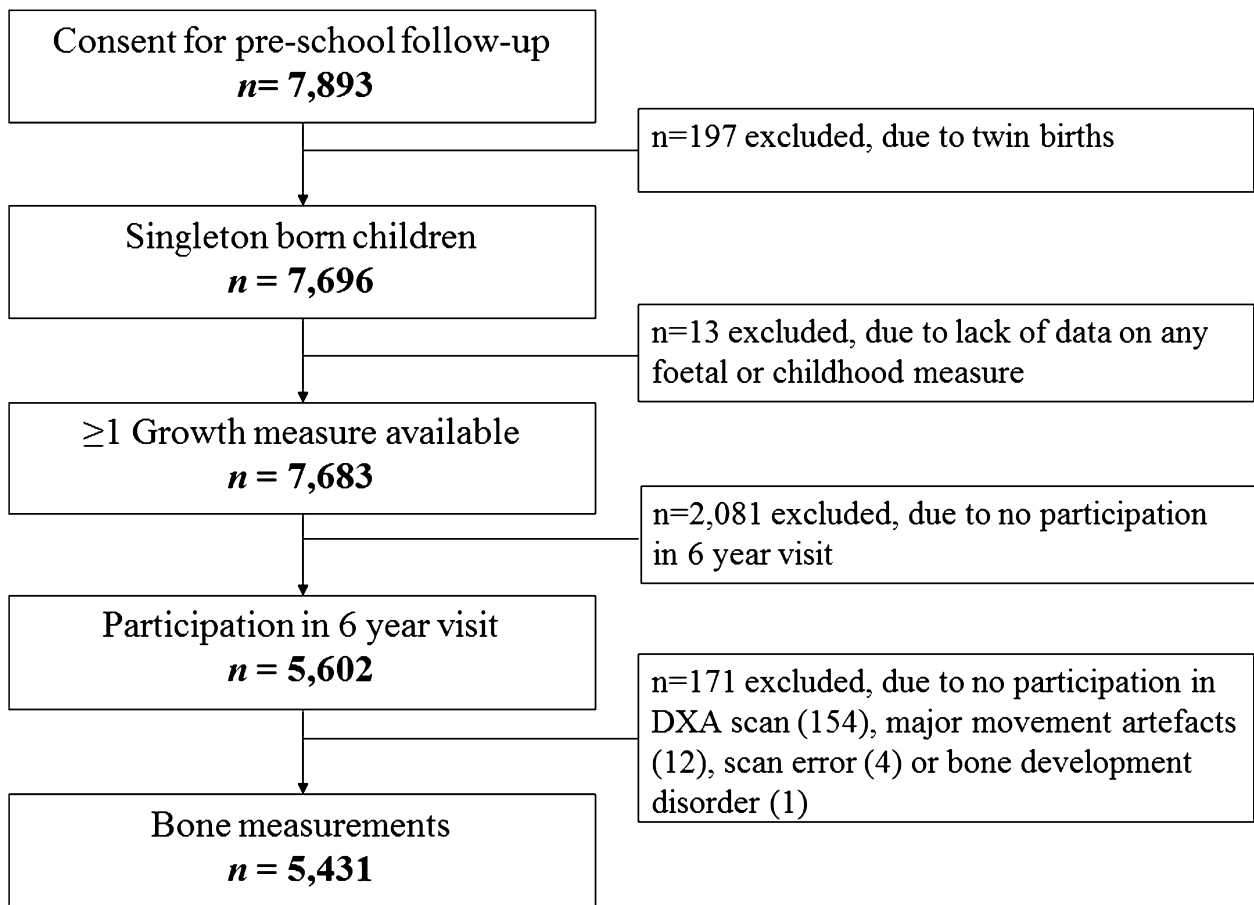 Consent for pre-school follow-up
n= 7,893
n=197 excluded, due to twin births
Singleton born children
n = 7,696
n=13 excluded, due to lack of data on any
foetal or childhood measure
≥1 Growth measure available
n = 7,683
n=2,081 excluded, due to no participation
in 6 year visit
Participation in 6 year visit
n = 5,602
n=171 excluded, due to no participation in
DXA scan (154), major movement artefacts
(12), scan error (4) or bone development
disorder (1)
Bone measurements
n = 5,431